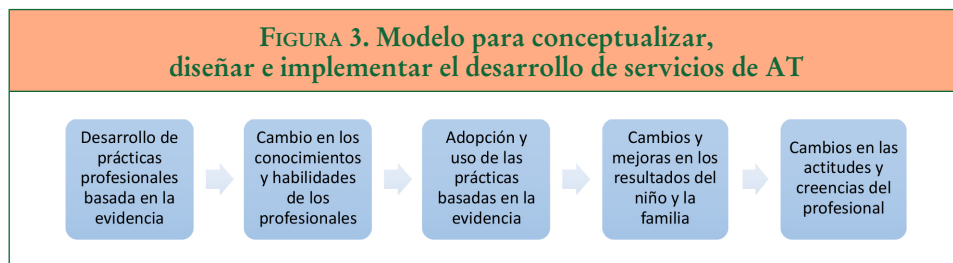 FIGURA 3. Modelo para conceptualizar,
diseñar e implementar el desarrollo de servicios de AT
Desarrollo de
prácticas
profesionales
basada en la
evidencia
Cambio en los
conocimientos
y habilidades
de los
profesionales
Adopción y
uso de las
prácticas
basadas en la
evidencia
Cambios y
mejoras en los
resultados del
niño y la
familia
Cambios en las
actitudes y
creencias del
profesional